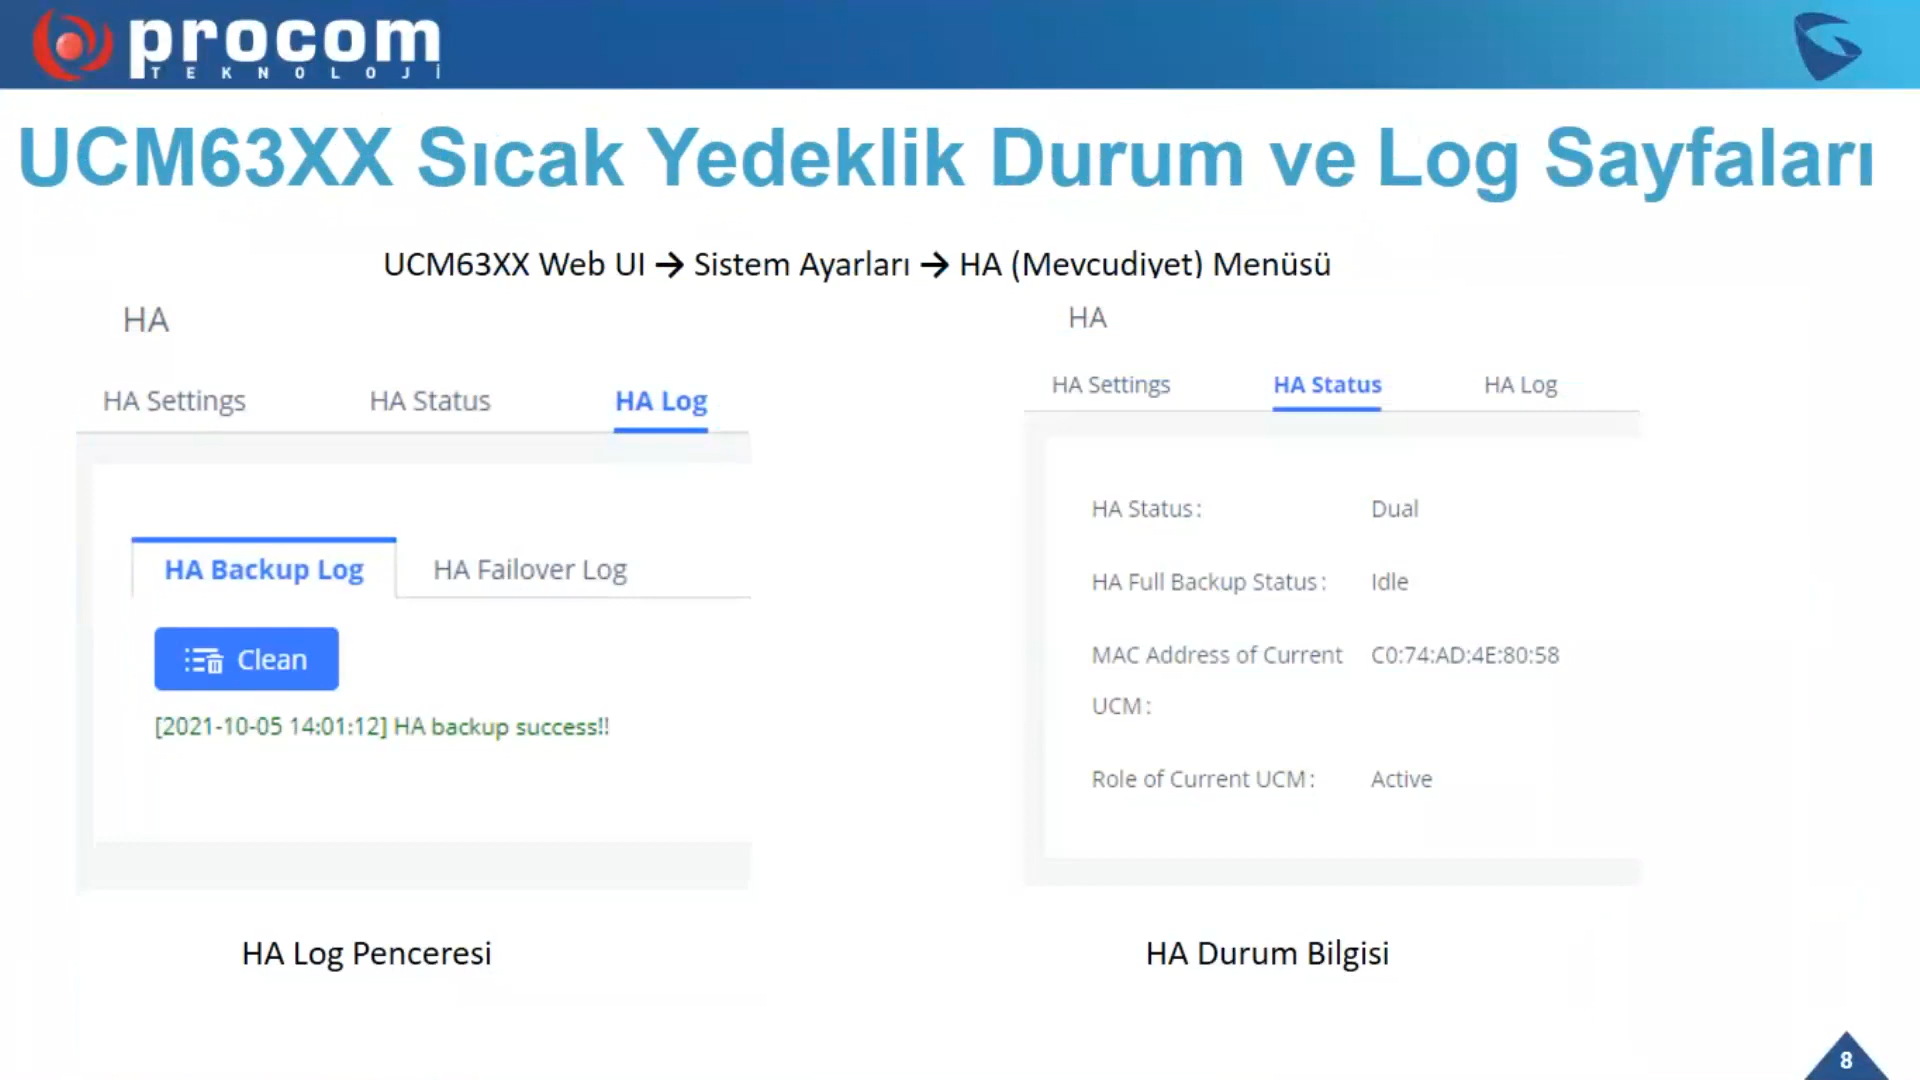 procom
TEKNOLOJİ
UCM63XX Sıcak Yedeklik Durum ve Log Sayfaları
UCM63XX Web UI → Sistem Ayarları → HA (Mevcudiyet) Menüsü
HA
HA Settings HA Status HA Log
HA Backup Log HA Failover Log
Clean
[2021-10-05 14:01:12] HA backup success!!
HA Log Penceresi
HA
HA Settings HA Status HA Log
HA Status: Dual
HA Full Backup Status: Idle
MAC Address of Current C0:74:AD:4E:80:58
UCM:
Role of Current UCM: Active
HA Durum Bilgisi
8